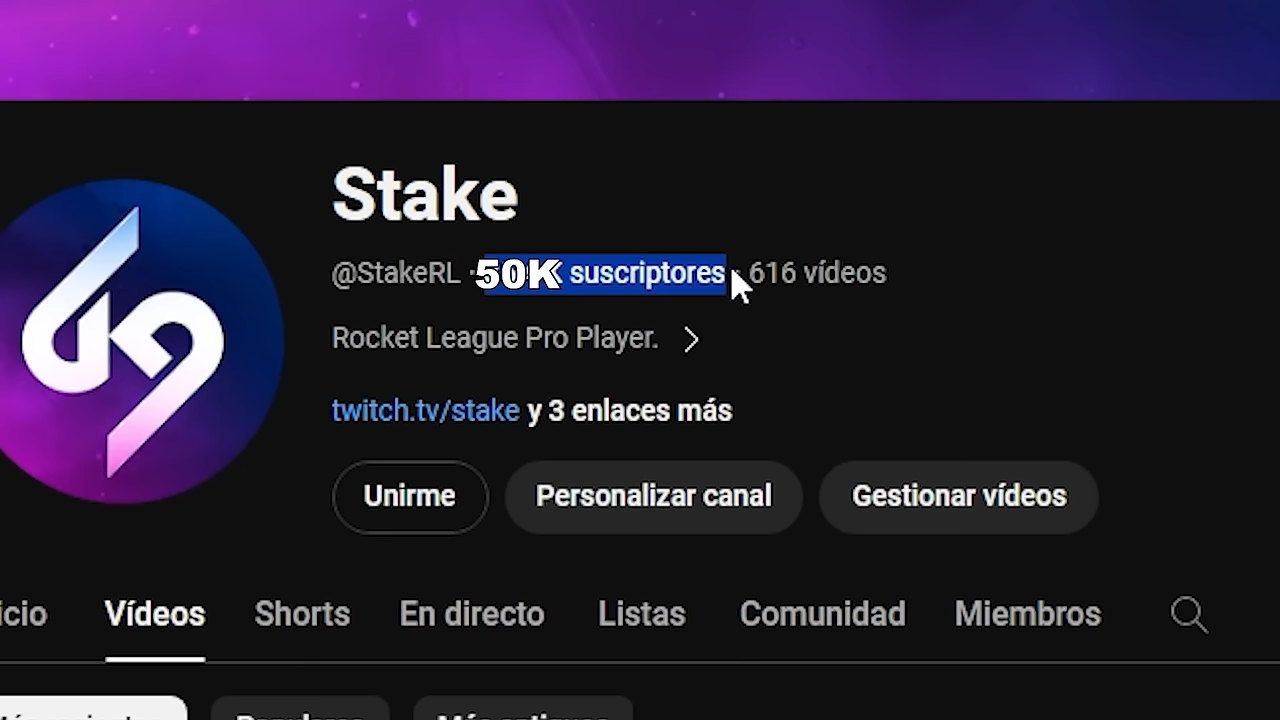 Stake
@StakeRL · 50K suscriptores · 616 vídeos
Rocket League Pro Player.
twitch.tv/stake y 3 enlaces más
Unirme Personalizar canal Gestionar vídeos
icio Vídeos Shorts En directo Listas Comunidad Miembros